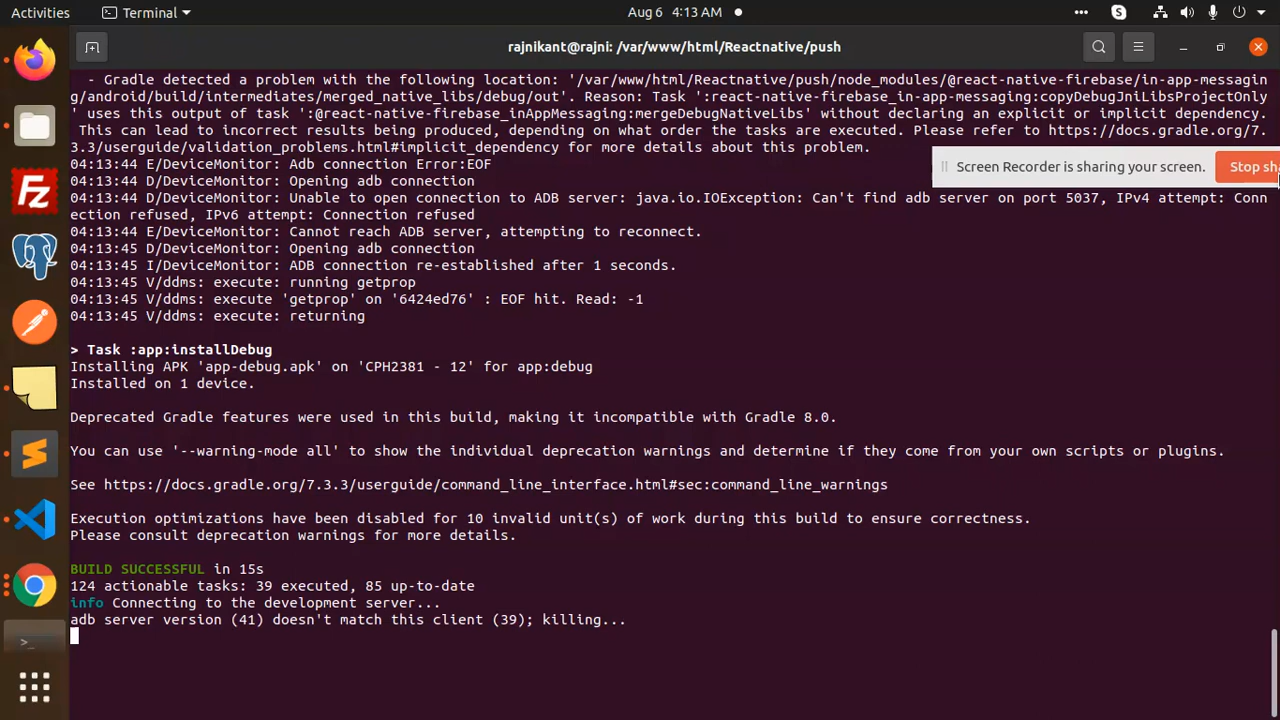 Activities
Terminal
Aug 6 4:13 AM
S
rajnikant@rajni: /var/www/html/Reactnative/push
- Gradle detected a problem with the following location: '/var/www/html/Reactnative/push/node_modules/@react-native-firebase/in-app-messagin
g/android/build/intermediates/merged_native_libs/debug/out'. Reason: Task ':react-native-firebase_in-app-messaging:copyDebugJniLibsProjectOnly
' uses this output of task ':@react-native-firebase_inAppMessaging:mergeDebugNativeLibs' without declaring an explicit or implicit dependency.
This can lead to incorrect results being produced, depending on what order the tasks are executed. Please refer to https://docs.gradle.org/7.
3.3/userguide/validation_problems.html#implicit_dependency for more details about this problem.
04:13:44 E/DeviceMonitor: Adb connection Error:EOF
Screen Recorder is sharing your screen.
Stop sha
04:13:44 D/DeviceMonitor: Opening adb connection
04:13:44 D/DeviceMonitor: Unable to open connection to ADB server: java.io.IOException: Can't find adb server on port 5037, IPv4 attempt: Conn
ection refused, IPv6 attempt: Connection refused
04:13:44 E/DeviceMonitor: Cannot reach ADB server, attempting to reconnect.
04:13:45 D/DeviceMonitor: Opening adb connection
04:13:45 I/DeviceMonitor: ADB connection re-established after 1 seconds.
04:13:45 V/ddms: execute: running getprop
04:13:45 V/ddms: execute 'getprop' on '6424ed76' : EOF hit. Read: -1
04:13:45 V/ddms: execute: returning
> Task :app:installDebug
Installing APK 'app-debug.apk' on 'CPH2381 - 12' for app:debug
Installed on 1 device.
Deprecated Gradle features were used in this build, making it incompatible with Gradle 8.0.
You can use '--warning-mode all' to show the individual deprecation warnings and determine if they come from your own scripts or plugins.
See https://docs.gradle.org/7.3.3/userguide/command_line_interface.html#sec:command_line_warnings
Execution optimizations have been disabled for 10 invalid unit(s) of work during this build to ensure correctness.
Please consult deprecation warnings for more details.
BUILD SUCCESSFUL in 15s
124 actionable tasks: 39 executed, 85 up-to-date
info Connecting to the development server...
adb server version (41) doesn't match this client (39); killing...